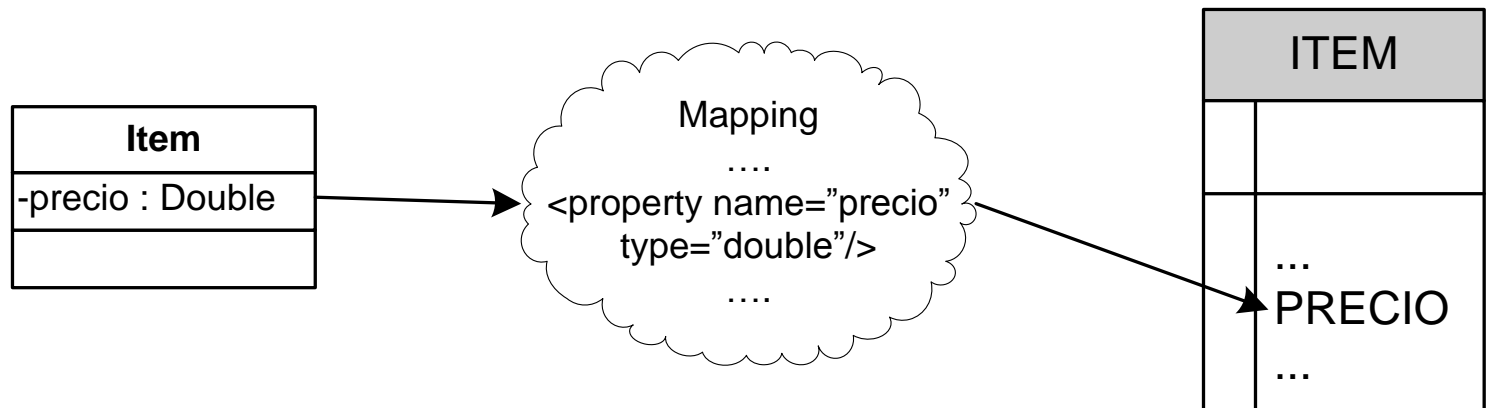 Item
-precio : Double
Mapping
....
<property name=”precio”
type=”double”/>
....
ITEM
...
PRECIO
...